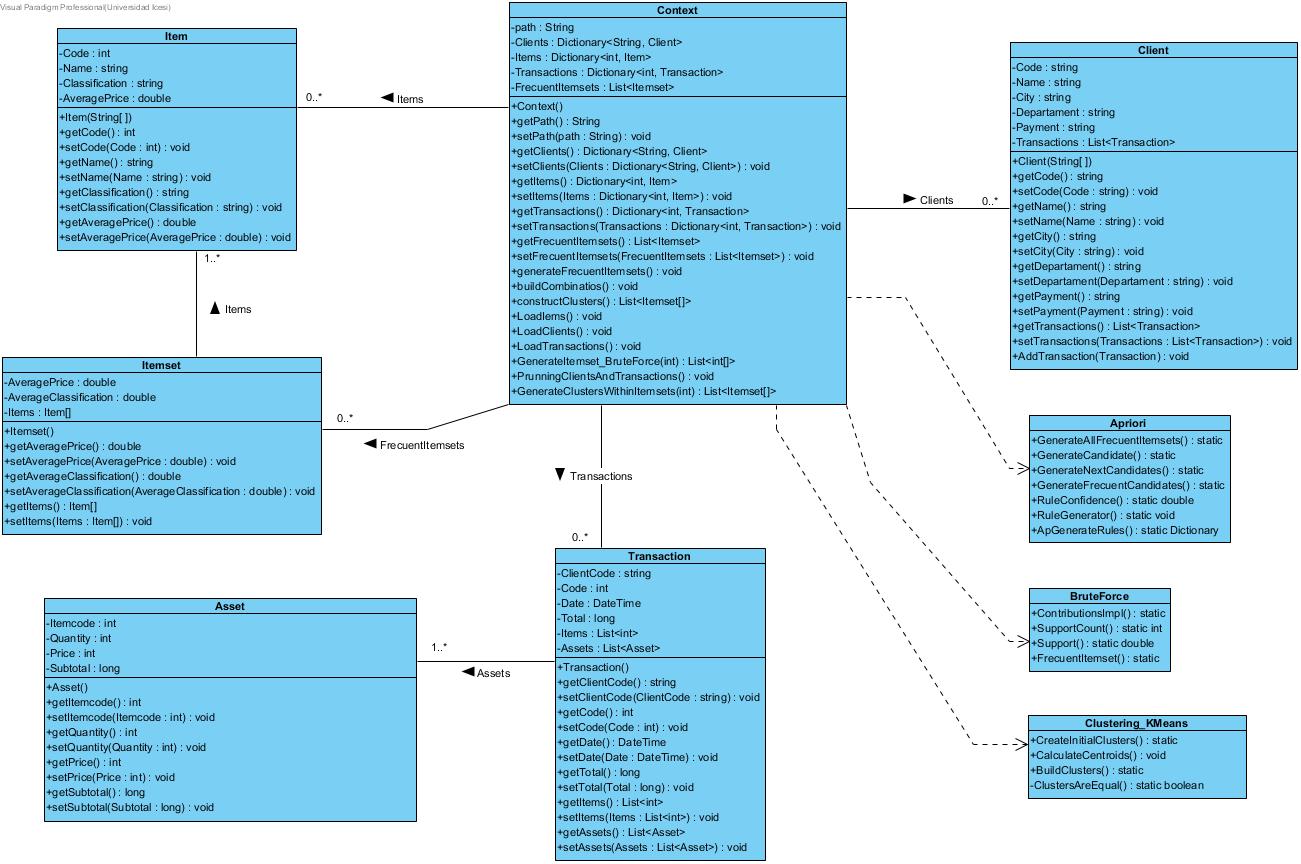 Visual Paradigm Professional(Universidad Icesi)
Item
-Code : int
-Name : string
-Classification : string
-AveragePrice : double
+Item(String[ ])
+getCode() : int
+setCode(Code : int) : void
+getName() : string
+setName(Name : string) : void
+getClassification() : string
+setClassification(Classification : string) : void
+getAveragePrice() : double
+setAveragePrice(AveragePrice : double) : void
0..*
Items
Context
-path : String
-Clients : Dictionary<String, Client>
-Items : Dictionary<int, Item>
-Transactions : Dictionary<int, Transaction>
-FrecuentItemsets : List<Itemset>
+Context()
+getPath() : String
+setPath(path : String) : void
+getClients() : Dictionary<String, Client>
+setClients(Clients : Dictionary<String, Client>) : void
+getItems() : Dictionary<int, Item>
+setItems(Items : Dictionary<int, Item>) : void
+getTransactions() : Dictionary<int, Transaction>
+setTransactions(Transactions : Dictionary<int, Transaction>) : void
+getFrecuentItemsets() : List<Itemset>
+setFrecuentItemsets(FrecuentItemsets : List<Itemset>) : void
+generateFrecuentItemsets() : void
+buildCombinatios() : void
+constructClusters() : List<Itemset[]>
+LoadIems() : void
+LoadClients() : void
+LoadTransactions() : void
+GenerateItemset_BruteForce(int) : List<int[]>
+PrunningClientsAndTransactions() : void
+GenerateClustersWithinItemsets(int) : List<Itemset[]>
Clients
0..*
Client
-Code : string
-Name : string
-City : string
-Departament : string
-Payment : string
-Transactions : List<Transaction>
+Client(String[ ])
+getCode() : string
+setCode(Code : string) : void
+getName() : string
+setName(Name : string) : void
+getCity() : string
+setCity(City : string) : void
+getDepartament() : string
+setDepartament(Departament : string) : void
+getPayment() : string
+setPayment(Payment : string) : void
+getTransactions() : List<Transaction>
+setTransactions(Transactions : List<Transaction>) : void
+AddTransaction(Transaction) : void
1..*
Items
Itemset
-AveragePrice : double
-AverageClassification : double
-Items : Item[]
+Itemset()
+getAveragePrice() : double
+setAveragePrice(AveragePrice : double) : void
+getAverageClassification() : double
+setAverageClassification(AverageClassification : double) : void
+getItems() : Item[]
+setItems(Items : Item[]) : void
0..*
FrecuentItemsets
Transactions
0..*
Apriori
+GenerateAllFrecuentItemsets() : static
+GenerateCandidate() : static
+GenerateNextCandidates() : static
+GenerateFrecuentCandidates() : static
+RuleConfidence() : static double
+RuleGenerator() : static void
+ApGenerateRules() : static Dictionary
BruteForce
+ContributionsImpl() : static
+SupportCount() : static int
+Support() : static double
+FrecuentItemset() : static
Clustering_KMeans
+CreateInitialClusters() : static
+CalculateCentroids() : void
+BuildClusters() : static
-ClustersAreEqual() : static boolean
Transaction
-ClientCode : string
-Code : int
-Date : DateTime
-Total : long
-Items : List<int>
-Assets : List<Asset>
+Transaction()
+getClientCode() : string
+setClientCode(ClientCode : string) : void
+getCode() : int
+setCode(Code : int) : void
+getDate() : DateTime
+setDate(Date : DateTime) : void
+getTotal() : long
+setTotal(Total : long) : void
+getItems() : List<int>
+setItems(Items : List<int>) : void
+getAssets() : List<Asset>
+setAssets(Assets : List<Asset>) : void
1..*
Assets
Asset
-Itemcode : int
-Quantity : int
-Price : int
-Subtotal : long
+Asset()
+getItemcode() : int
+setItemcode(Itemcode : int) : void
+getQuantity() : int
+setQuantity(Quantity : int) : void
+getPrice() : int
+setPrice(Price : int) : void
+getSubtotal() : long
+setSubtotal(Subtotal : long) : void